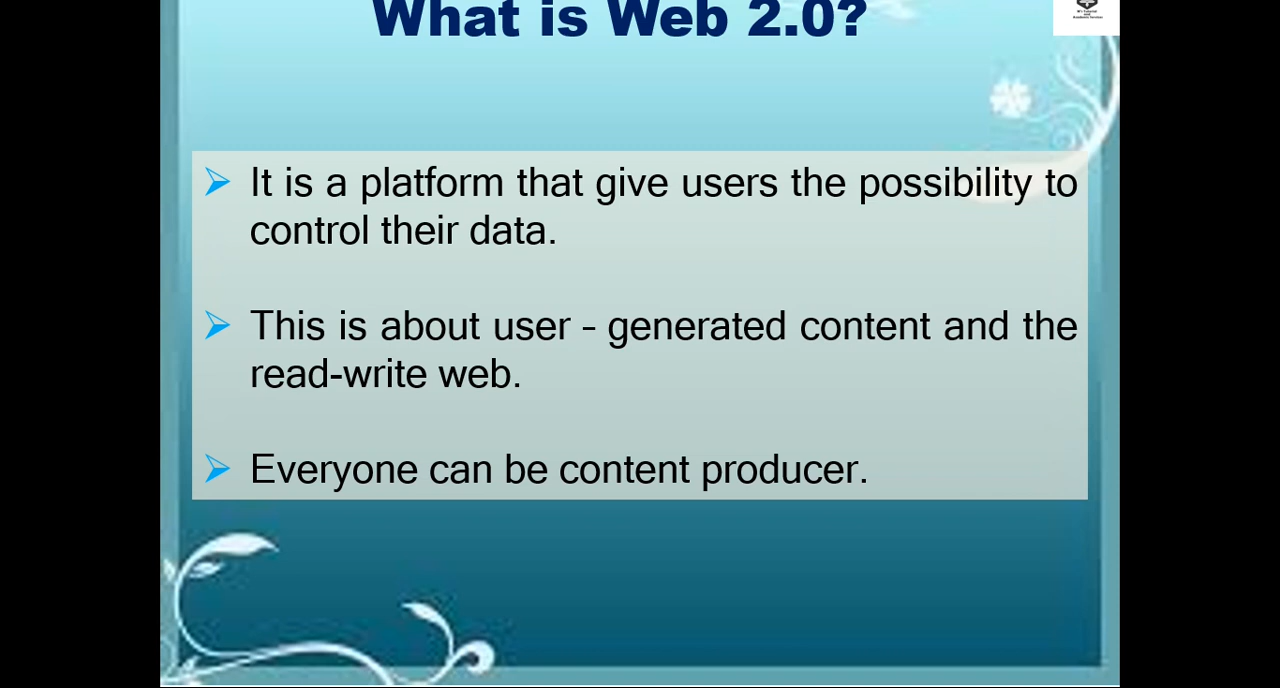 What is Web 2.0?
It is a platform that give users the possibility to
control their data.
This is about user – generated content and the
read-write web.
Everyone can be content producer.